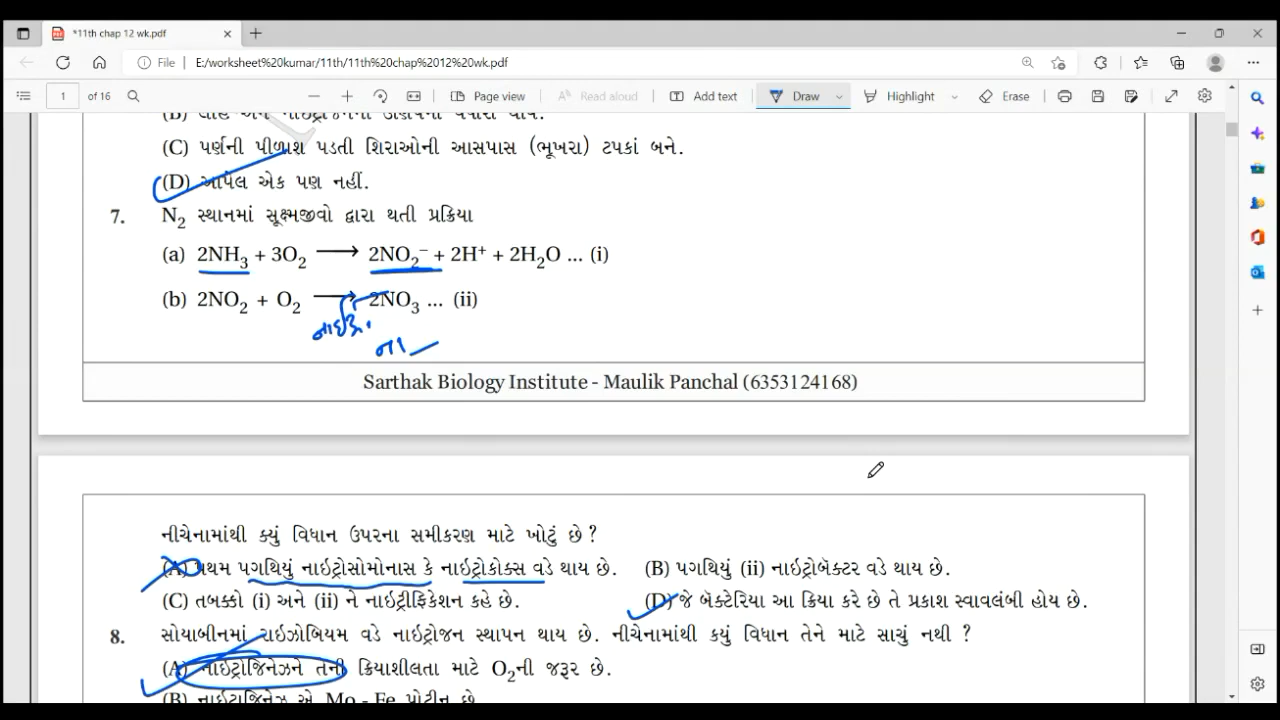 *11th chap 12 wk.pdf
File E:/worksheet%20kumar/11th/11th%20chap%2012%20wk.pdf
1 of 16 Page view Read aloud Add text Draw Highlight Erase
(C) પર્ણની પીળાશ પડતી શિરાઓની આસપાસ (ભૂખરા) ટપકાં બને.
(D) આપેલ એક પણ નહીં.
7. N₂ સ્થાનમાં સૂક્ષ્મજીવો દ્વારા થતી પ્રક્રિયા
(a) 2NH₃ + 3O₂ ⟶ 2NO₂⁻ + 2H⁺ + 2H₂O ... (i)
(b) 2NO₂ + O₂ ⟶ 2NO₃ ... (ii)
Sarthak Biology Institute - Maulik Panchal (6353124168)
નીચેનામાંથી ક્યું વિધાન ઉપરના સમીકરણ માટે ખોટું છે ?
(A) પ્રથમ પગથિયું નાઇટ્રોસોમોનાસ કે નાઇટ્રોકોક્સ વડે થાય છે. (B) પગથિયું (ii) નાઇટ્રોબૅક્ટર વડે થાય છે.
(C) તબક્કો (i) અને (ii) ને નાઇટ્રીફિકેશન કહે છે. (D) જે બૅક્ટેરિયા આ ક્રિયા કરે છે તે પ્રકાશ સ્વાવલંબી હોય છે.
8. સોયાબીનમાં રાઇઝોબિયમ વડે નાઇટ્રોજન સ્થાપન થાય છે. નીચેનામાંથી કયું વિધાન તેને માટે સાચું નથી ?
(A) નાઇટ્રોજિનેઝને તેની ક્રિયાશીલતા માટે O₂ની જરૂર છે.
(B) નાઇટ્રોજિનેઝ એ Mo - Fe પ્રોટીન છે